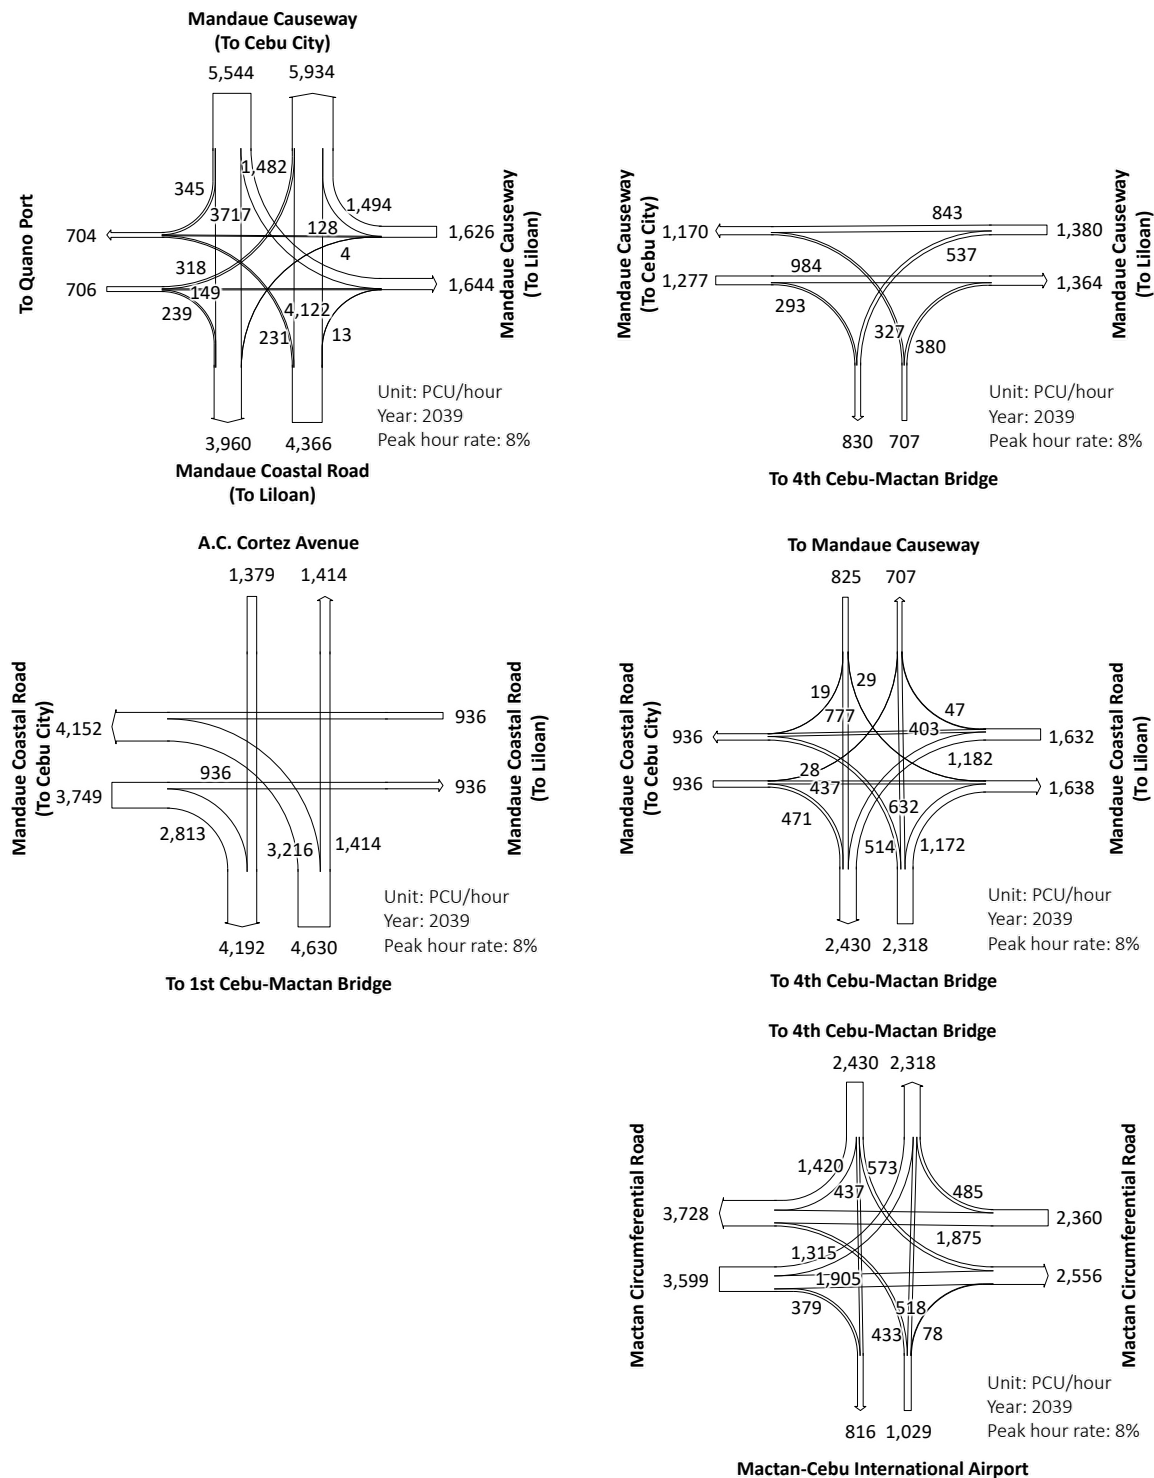 Mandaue Causeway
(To Cebu City)
5,544
5,934
1,482
345
3717
1,494
128
704
4
1,626
318
706
149
1,644
239
4,122
231
13
3,960
4,366
To Quano Port
Mandaue Causeway
(To Liloan)
Mandaue Coastal Road
(To Liloan)
Unit: PCU/hour
Year: 2039
Peak hour rate: 8%
Mandaue Causeway
(To Cebu City)
843
1,170
1,380
537
984
1,277
1,364
293
327
380
830
707
Mandaue Causeway
(To Liloan)
Unit: PCU/hour
Year: 2039
Peak hour rate: 8%
To 4th Cebu-Mactan Bridge
A.C. Cortez Avenue
1,379
1,414
936
4,152
936
936
3,749
2,813
3,216
1,414
4,192
4,630
Mandaue Coastal Road
(To Cebu City)
Mandaue Coastal Road
(To Liloan)
Unit: PCU/hour
Year: 2039
Peak hour rate: 8%
To 1st Cebu-Mactan Bridge
To Mandaue Causeway
825
707
19
29
777
47
403
936
1,632
1,182
28
936
437
1,638
471
632
514
1,172
2,430
2,318
Mandaue Coastal Road
(To Cebu City)
Mandaue Coastal Road
(To Liloan)
Unit: PCU/hour
Year: 2039
Peak hour rate: 8%
To 4th Cebu-Mactan Bridge
To 4th Cebu-Mactan Bridge
2,430
2,318
1,420
573
437
485
3,728
2,360
1,875
1,315
3,599
1,905
2,556
379
518
433
78
816
1,029
Mactan Circumferential Road
Mactan Circumferential Road
Unit: PCU/hour
Year: 2039
Peak hour rate: 8%
Mactan-Cebu International Airport